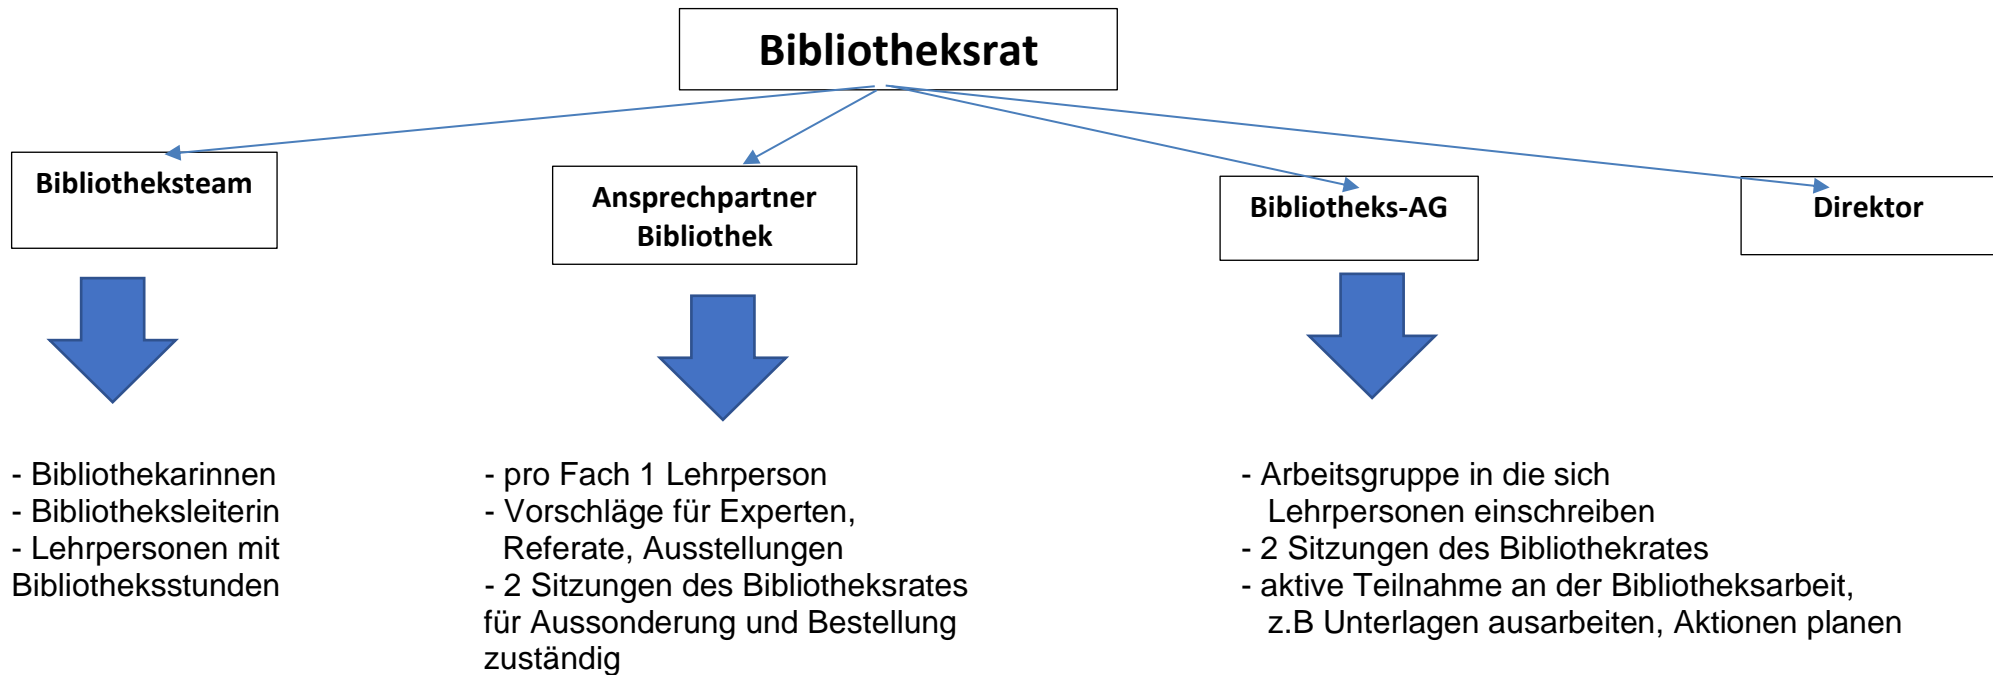 Bibliotheksrat
Bibliotheksteam
Ansprechpartner
Bibliothek
Bibliotheks-AG
Direktor
- Bibliothekarinnen
- Bibliotheksleiterin
- Lehrpersonen mit
Bibliotheksstunden
- pro Fach 1 Lehrperson
- Vorschläge für Experten,
Referate, Ausstellungen
- 2 Sitzungen des Bibliotheksrates
für Aussonderung und Bestellung
zuständig
- Arbeitsgruppe in die sich
Lehrpersonen einschreiben
- 2 Sitzungen des Bibliothekrates
- aktive Teilnahme an der Bibliotheksarbeit,
z.B Unterlagen ausarbeiten, Aktionen planen